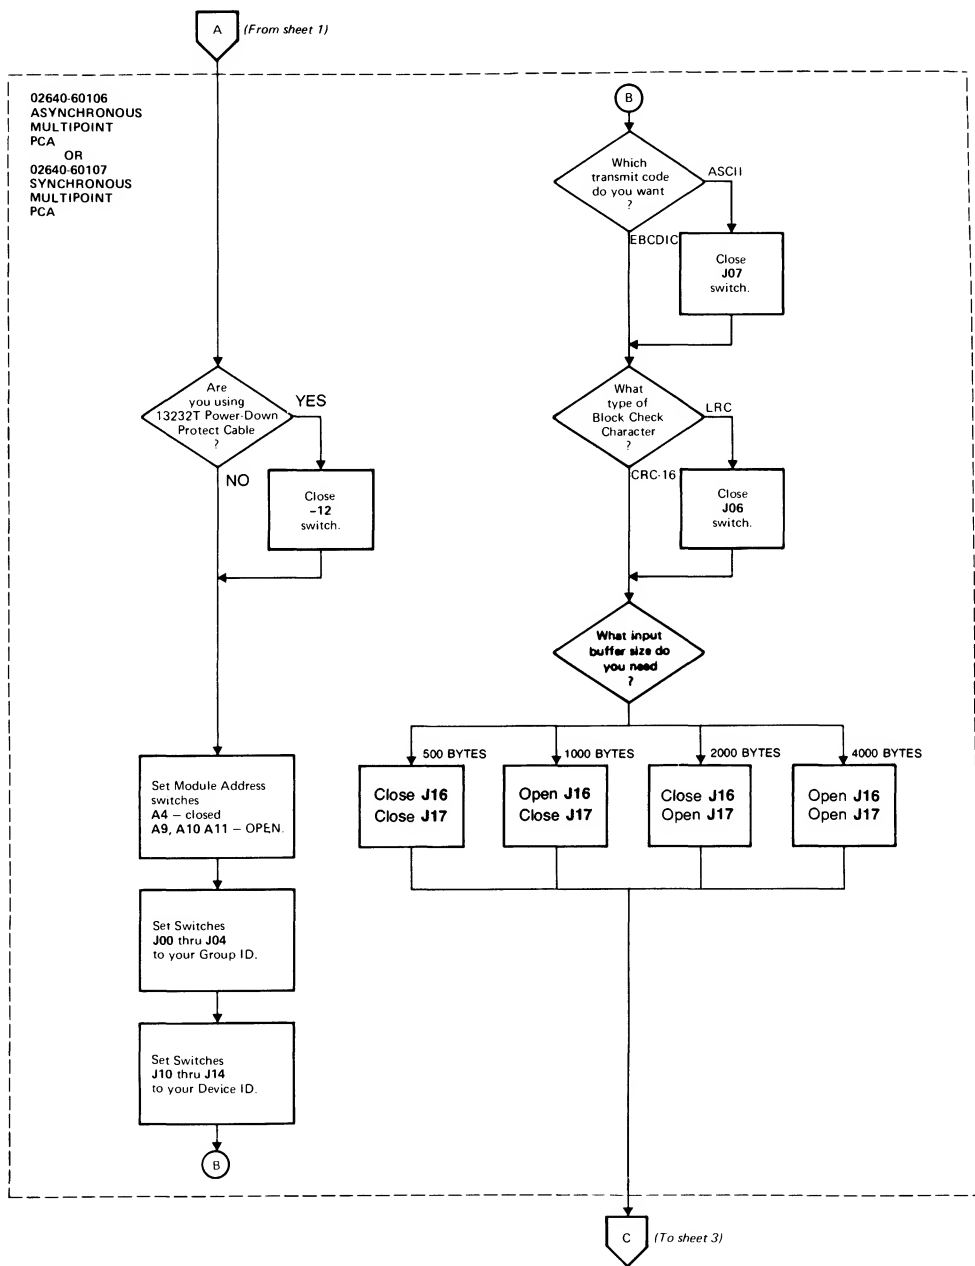 A
(From sheet 1)
02640-60106
ASYNCHRONOUS
MULTIPOINT
PCA
OR
02640-60107
SYNCHRONOUS
MULTIPOINT
PCA
Are
you using
13232T Power-Down
Protect Cable
?
YES
NO
Close
-12
switch.
Set Module Address
switches
A4 – closed
A9, A10 A11 – OPEN.
Set Switches
J00 thru J04
to your Group ID.
Set Switches
J10 thru J14
to your Device ID.
B
B
Which
transmit code
do you want
?
ASCII
EBCDIC
Close
J07
switch.
What
type of
Block Check
Character
?
LRC
CRC-16
Close
J06
switch.
What input
buffer size do
you need
?
500 BYTES
1000 BYTES
2000 BYTES
4000 BYTES
Close J16
Close J17
Open J16
Close J17
Close J16
Open J17
Open J16
Open J17
C
(To sheet 3)